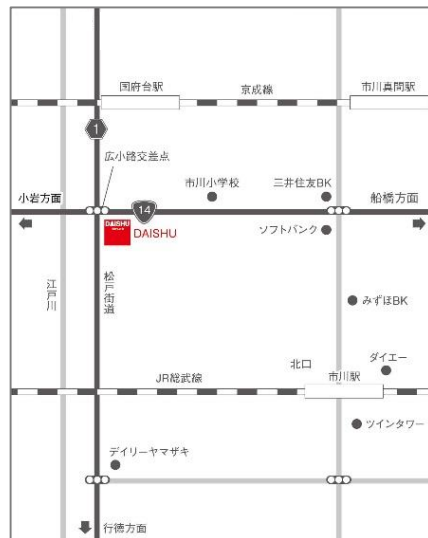 国府台駅
京成線
市川真間駅
1
広小路交差点
小岩方面
市川小学校
三井住友BK
船橋方面
14
DAISHU
DAISHU
ソフトバンク
江戸川
松戸街道
みずほBK
ダイエー
北口
JR総武線
市川駅
ツインタワー
デイリーヤマザキ
行徳方面